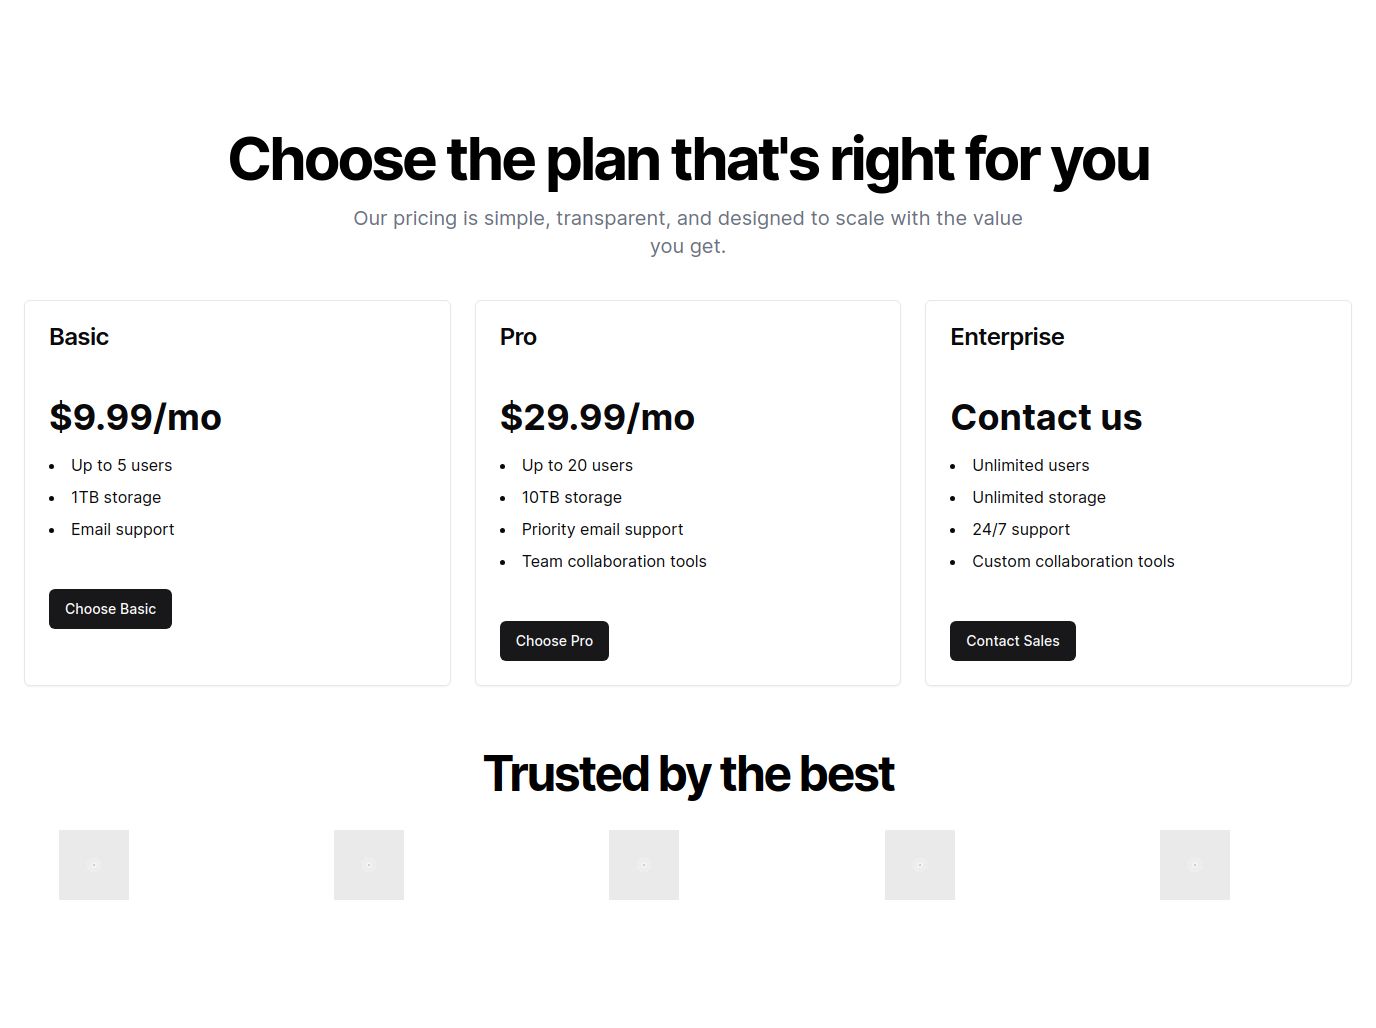 Choose the plan that's right for you
Our pricing is simple, transparent, and designed to scale with the value
you get.
Basic
$9.99/mo
• Up to 5 users
• 1TB storage
• Email support
Choose Basic
Pro
$29.99/mo
• Up to 20 users
• 10TB storage
• Priority email support
• Team collaboration tools
Choose Pro
Enterprise
Contact us
• Unlimited users
• Unlimited storage
• 24/7 support
• Custom collaboration tools
Contact Sales
Trusted by the best